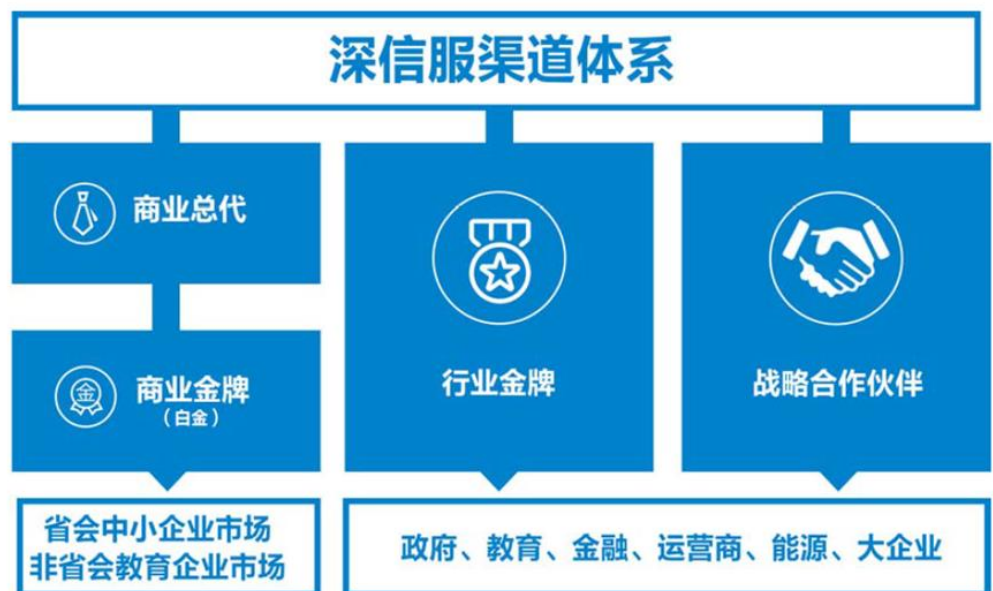 深信服渠道体系
商业总代
金
商业金牌
（白金）
行业金牌
战略合作伙伴
省会中小企业市场
非省会教育企业市场
政府、教育、金融、运营商、能源、大企业